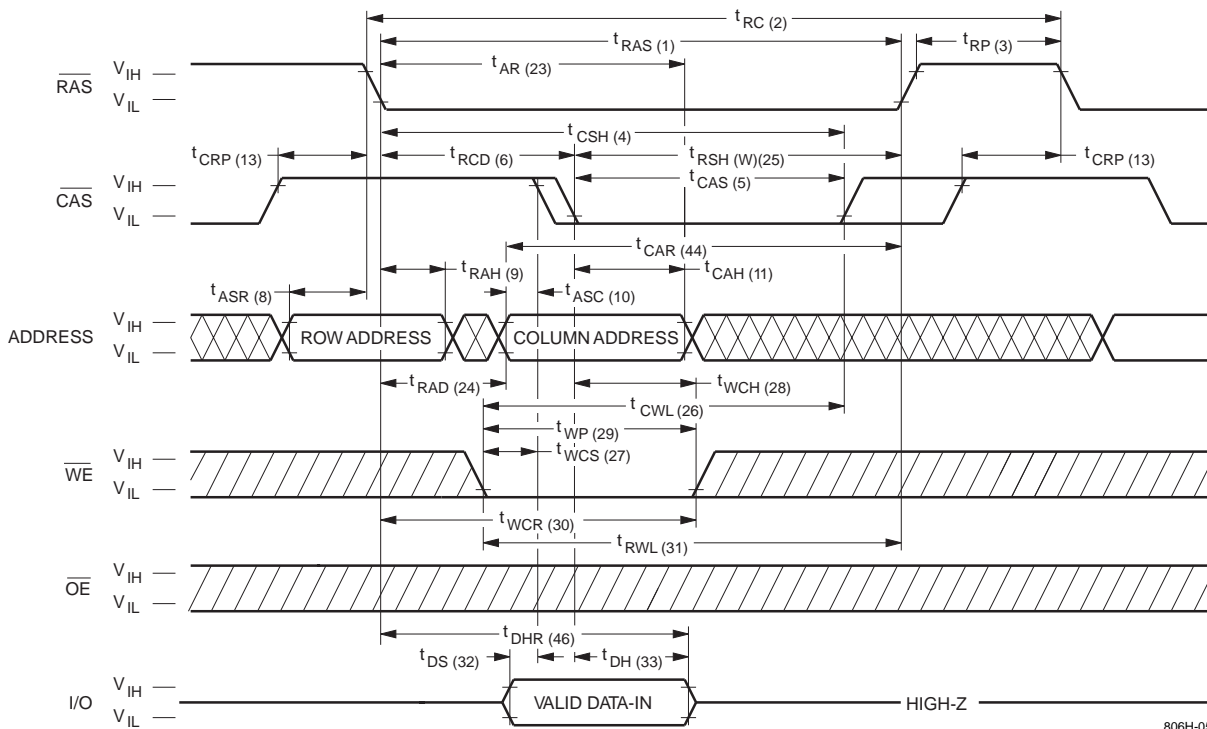 t RC (2)
t RAS (1)
t RP (3)
t AR (23)
RAS
V IH
V IL
t CSH (4)
t CRP (13)
t RCD (6)
t RSH (W)(25)
t CRP (13)
t CAS (5)
CAS
V IH
V IL
t CAR (44)
t RAH (9)
t CAH (11)
t ASR (8)
t ASC (10)
ADDRESS
V IH
V IL
ROW ADDRESS
COLUMN ADDRESS
t RAD (24)
t WCH (28)
t CWL (26)
t WP (29)
t WCS (27)
WE
V IH
V IL
t WCR (30)
t RWL (31)
OE
V IH
V IL
t DHR (46)
t DS (32)
t DH (33)
I/O
V IH
V IL
VALID DATA-IN
HIGH-Z